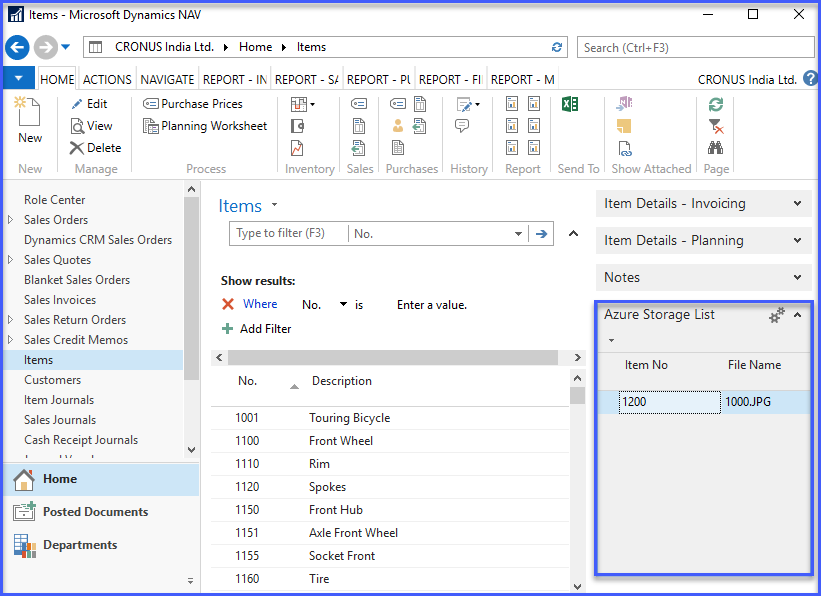 Items - Microsoft Dynamics NAV
CRONUS India Ltd. Home Items
Search (Ctrl+F3)
HOME ACTIONS NAVIGATE REPORT - IN REPORT - SA REPORT - PU REPORT - FI REPORT - M
CRONUS India Ltd.
New
New
Edit
View
Delete
Manage
Purchase Prices
Planning Worksheet
Process
Inventory
Sales
Purchases
History
Report
Send To
Show Attached
Page
Role Center
Sales Orders
Dynamics CRM Sales Orders
Sales Quotes
Blanket Sales Orders
Sales Invoices
Sales Return Orders
Sales Credit Memos
Items
Customers
Item Journals
Sales Journals
Cash Receipt Journals
Home
Posted Documents
Departments
Items
Type to filter (F3) No.
Show results:
Where No. is Enter a value.
Add Filter
No. Description
1001 Touring Bicycle
1100 Front Wheel
1110 Rim
1120 Spokes
1150 Front Hub
1151 Axle Front Wheel
1155 Socket Front
1160 Tire
Item Details - Invoicing
Item Details - Planning
Notes
Azure Storage List
Item No File Name
1200 1000.JPG